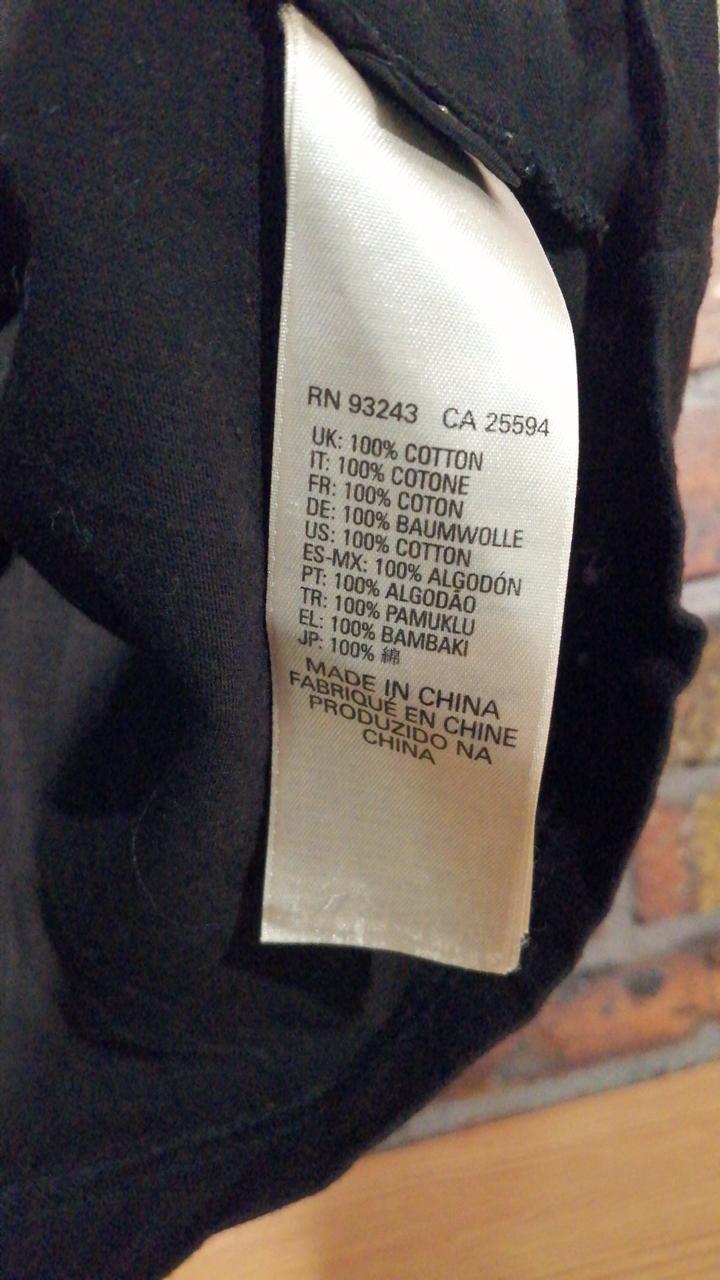 RN 93243 CA 25594
UK: 100% COTTON
IT: 100% COTONE
FR: 100% COTON
DE: 100% BAUMWOLLE
US: 100% COTTON
ES-MX: 100% ALGODÓN
PT: 100% ALGODÃO
TR: 100% PAMUKLU
EL: 100% BAMBAKI
JP: 100% 綿
MADE IN CHINA
FABRIQUÉ EN CHINE
PRODUZIDO NA
CHINA